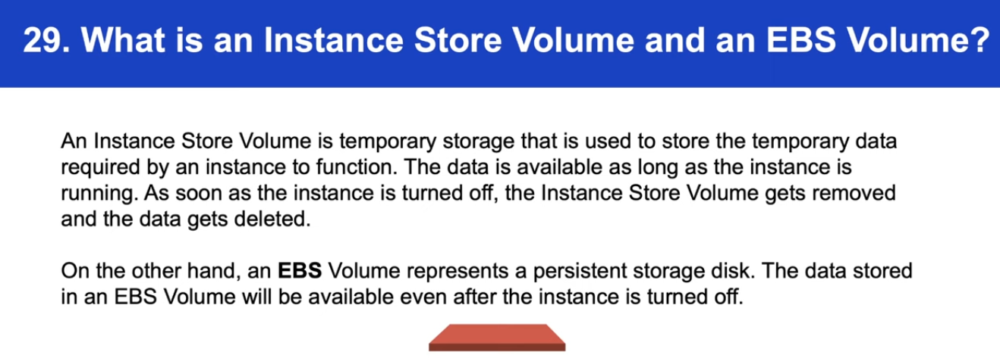 29. What is an Instance Store Volume and an EBS Volume?
An Instance Store Volume is temporary storage that is used to store the temporary data
required by an instance to function. The data is available as long as the instance is
running. As soon as the instance is turned off, the Instance Store Volume gets removed
and the data gets deleted.
On the other hand, an EBS Volume represents a persistent storage disk. The data stored
in an EBS Volume will be available even after the instance is turned off.